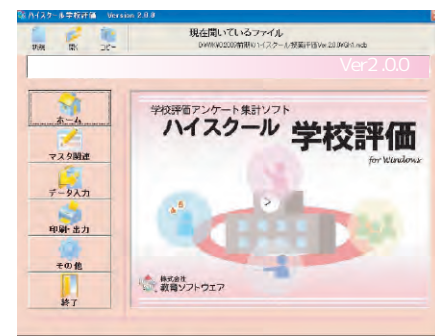 ハイスクール学校評価 Version 2.0.0
新規 開く コピー
現在開いているファイル
Ver2.0.0
ホーム
マスタ関連
データ入力
印刷・出力
その他
終了
学校評価アンケート集計ソフト
ハイスクール 学校評価
for Windows
株式会社
教育ソフトウエア